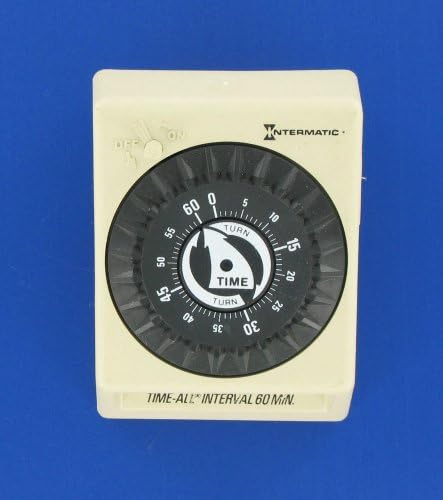 INTERMATIC
OFF ON
60 0 5
55 15
50 20
45 25
40 30
35
TURN
TIME
TURN
TIME-ALL* INTERVAL 60 MIN.